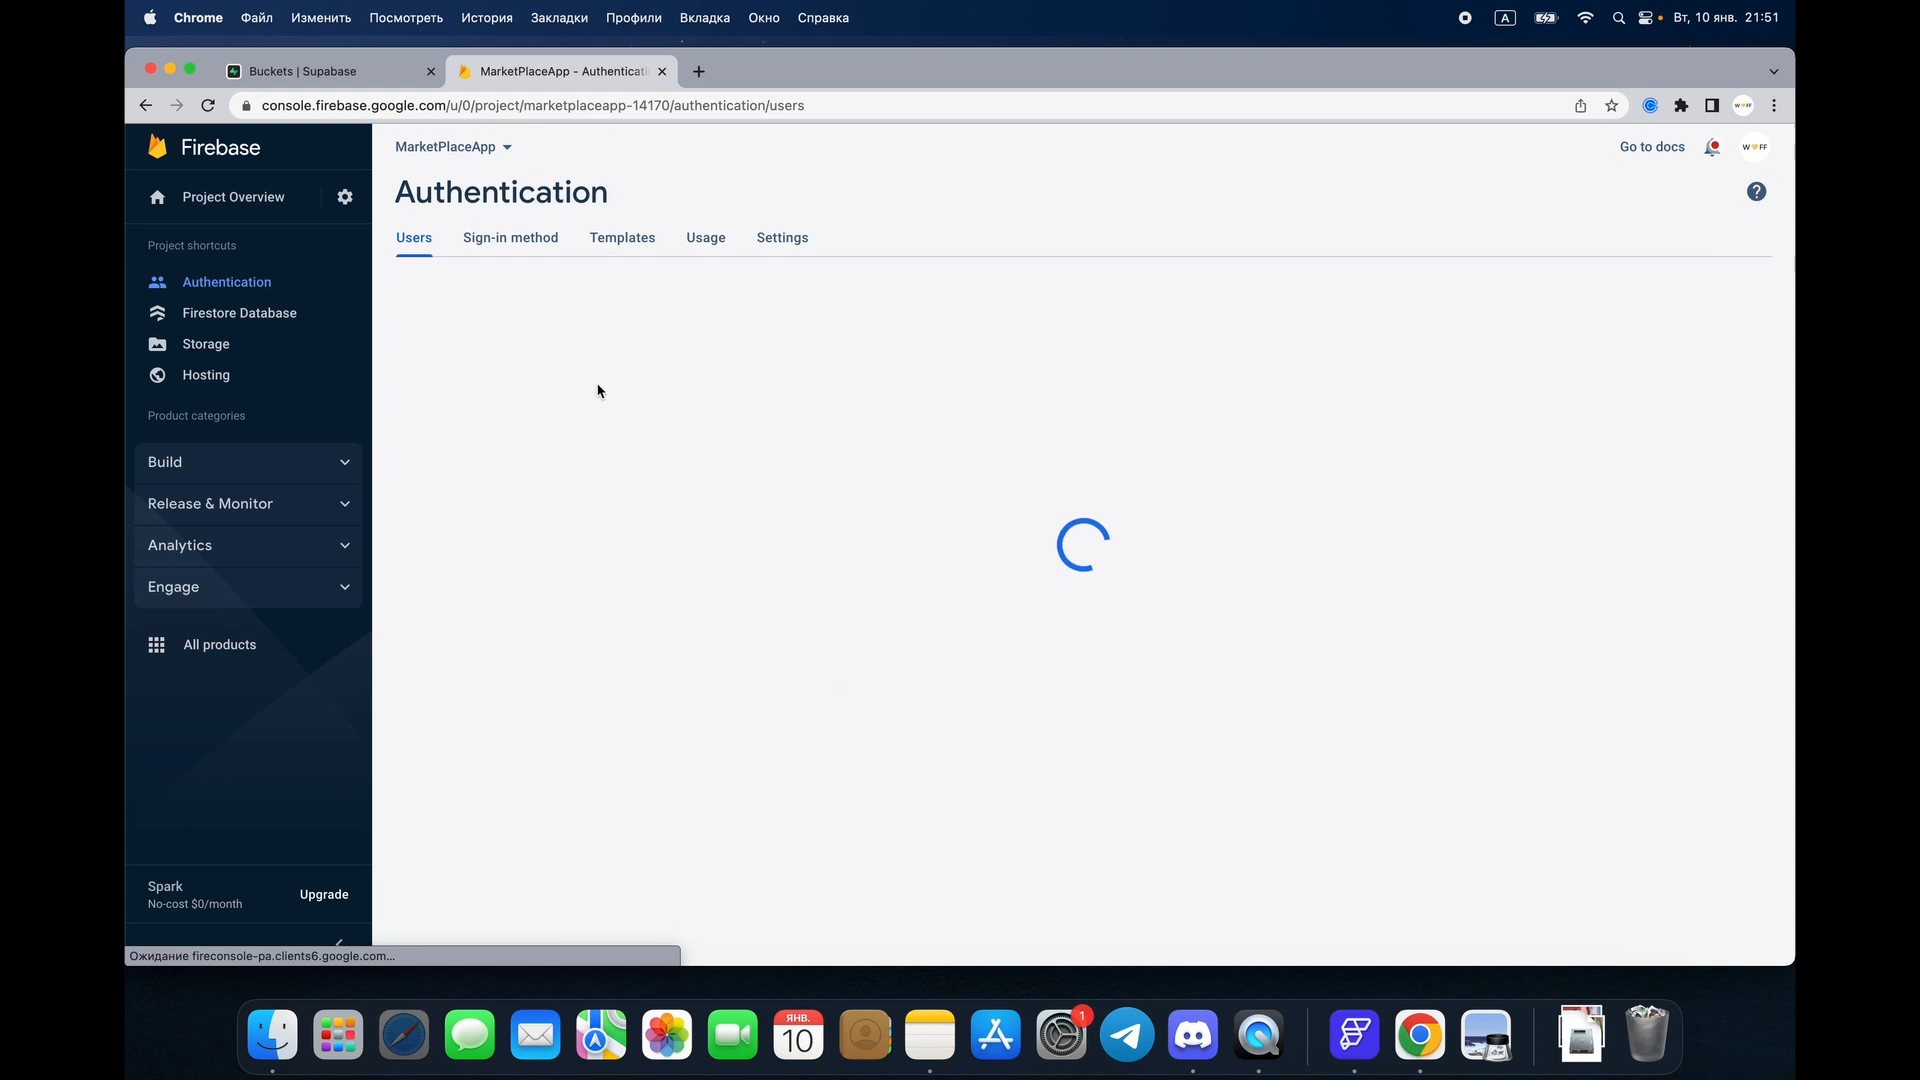 Chrome Файл Изменить Посмотреть История Закладки Профили Вкладка Окно Справка A Вт, 10 янв. 21:51
Buckets | Supabase MarketPlaceApp - Authenticati
console.firebase.google.com/u/0/project/marketplaceapp-14170/authentication/users
Firebase
MarketPlaceApp
Go to docs
Authentication
Project Overview
Users Sign-in method Templates Usage Settings
Project shortcuts
Authentication
Firestore Database
Storage
Hosting
Product categories
Build
Release & Monitor
Analytics
Engage
All products
Spark
No-cost $0/month
Upgrade
Ожидание fireconsole-pa.clients6.google.com...
ЯНВ.
10
1